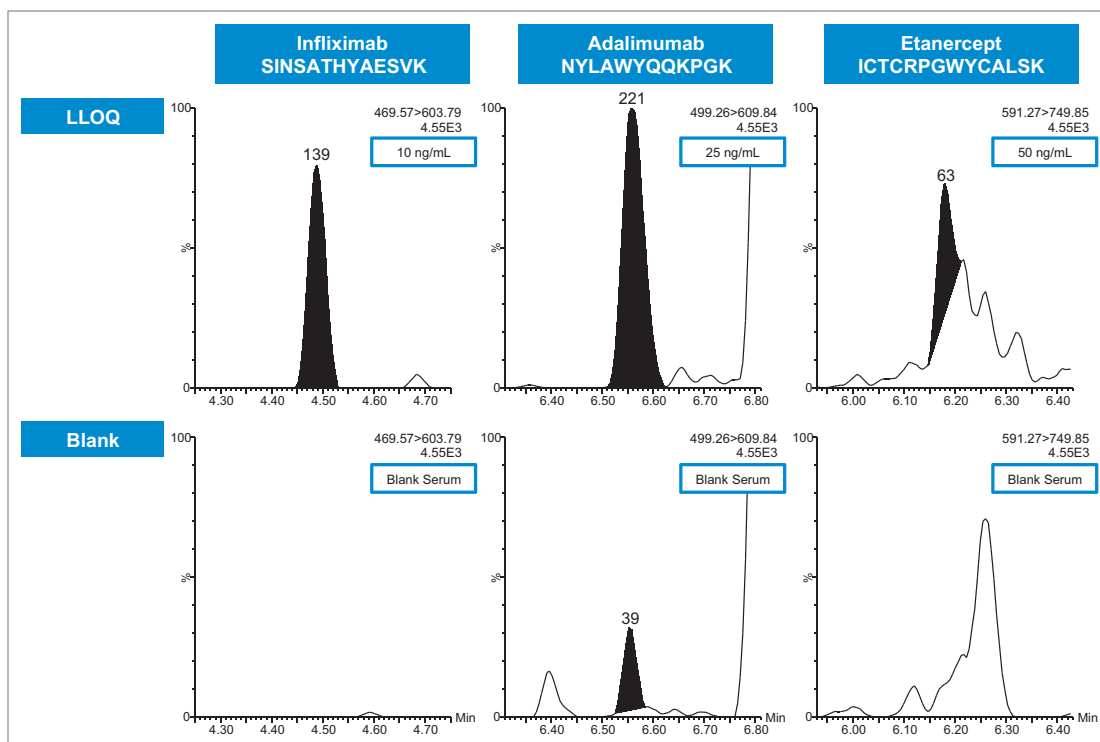 Infliximab
SINSATHYAESVK
Adalimumab
NYLAWYQQKPGK
Etanercept
ICTCRPGWYCALSK
LLOQ
100
%
0
139
469.57>603.79
4.55E3
10 ng/mL
4.30 4.40 4.50 4.60 4.70
100
%
0
221
499.26>609.84
4.55E3
25 ng/mL
6.40 6.50 6.60 6.70 6.80
100
%
0
63
591.27>749.85
4.55E3
50 ng/mL
6.00 6.10 6.20 6.30 6.40
Blank
100
%
0
469.57>603.79
4.55E3
Blank Serum
4.30 4.40 4.50 4.60 4.70 Min
100
%
0
39
499.26>609.84
4.55E3
Blank Serum
6.40 6.50 6.60 6.70 6.80 Min
100
%
0
591.27>749.85
4.55E3
Blank Serum
6.00 6.10 6.20 6.30 6.40 Min